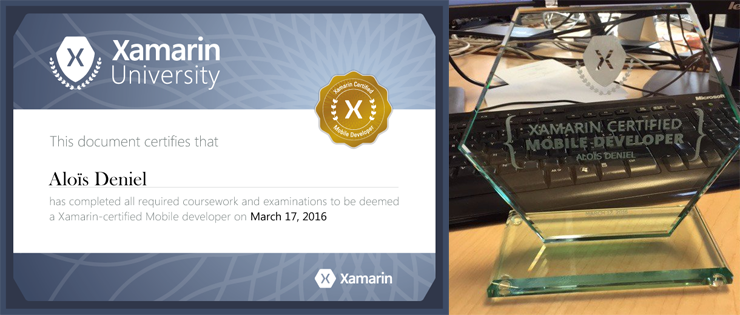 Xamarin
University
Xamarin Certified
X
Mobile Developer
This document certifies that
Aloïs Deniel
has completed all required coursework and examinations to be deemed
a Xamarin-certified Mobile developer on March 17, 2016
Xamarin
Microsoft
XAMARIN CERTIFIED
MOBILE DEVELOPER
ALOÏS DENIEL